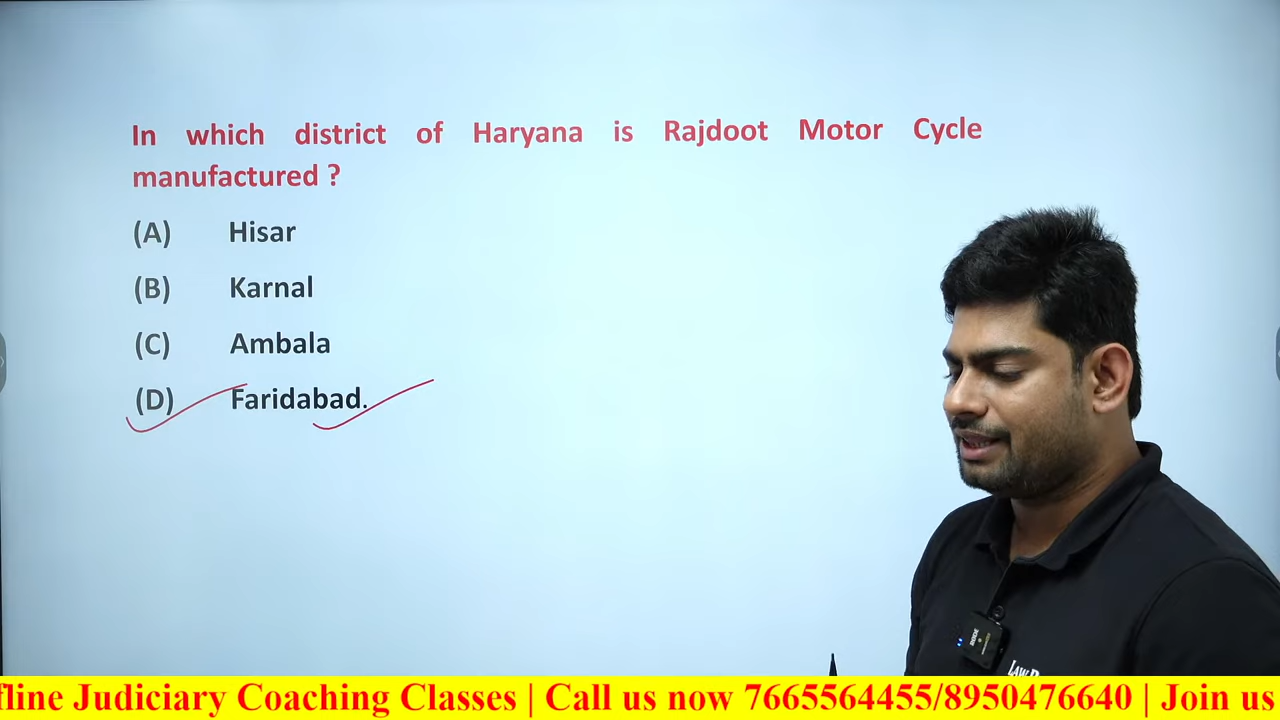 In which district of Haryana is Rajdoot Motor Cycle
manufactured ?
(A) Hisar
(B) Karnal
(C) Ambala
(D) Faridabad.
ffline Judiciary Coaching Classes | Call us now 7665564455/8950476640 | Join us